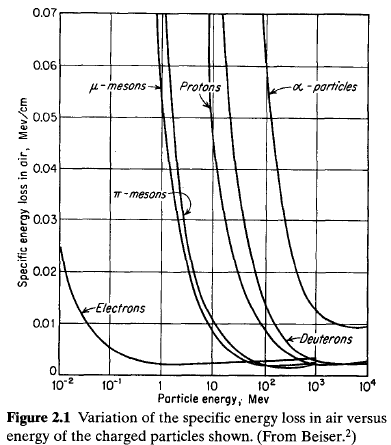 0.07
0.06
0.05
0.04
0.03
0.02
0.01
0
Specific energy loss in air, Mev/cm
μ-mesons
Protons
α-particles
π-mesons
Electrons
Deuterons
10-2 10-1 1 10 10² 10³ 10⁴
Particle energy, Mev
Figure 2.1 Variation of the specific energy loss in air versus
energy of the charged particles shown. (From Beiser.²)